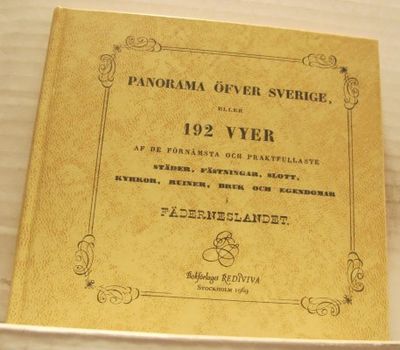 PANORAMA ÖFVER SVERIGE,
ELLER
192 VYER
AF DE FÖRNÄMSTA OCH PRAKTFULLASTE
STÄDER, FÄSTNINGAR, SLOTT,
KYRKOR, RUINER, BRUK OCH EGENDOMAR
I
FÄDERNESLANDET.
Bokförlaget REDIVIVA
STOCKHOLM 1969